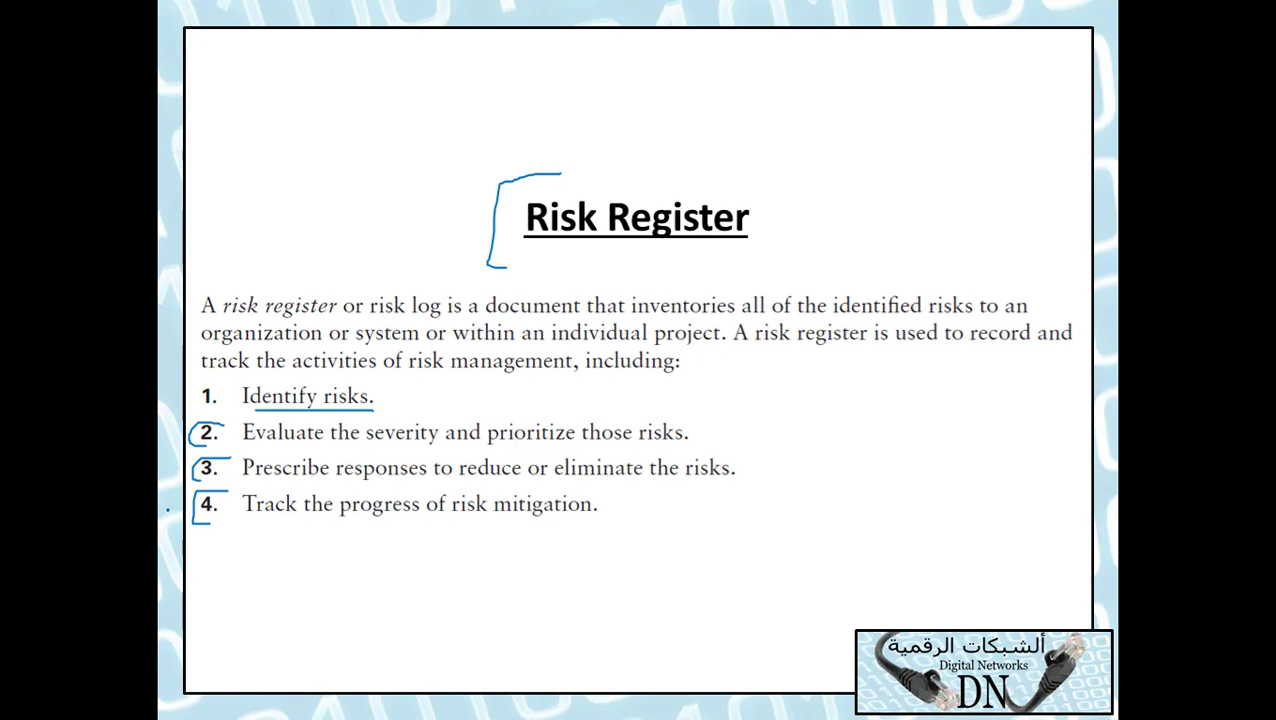 Risk Register
A risk register or risk log is a document that inventories all of the identified risks to an
organization or system or within an individual project. A risk register is used to record and
track the activities of risk management, including:
1. Identify risks.
2. Evaluate the severity and prioritize those risks.
3. Prescribe responses to reduce or eliminate the risks.
4. Track the progress of risk mitigation.
ألشبكات الرقمية
Digital Networks
DN